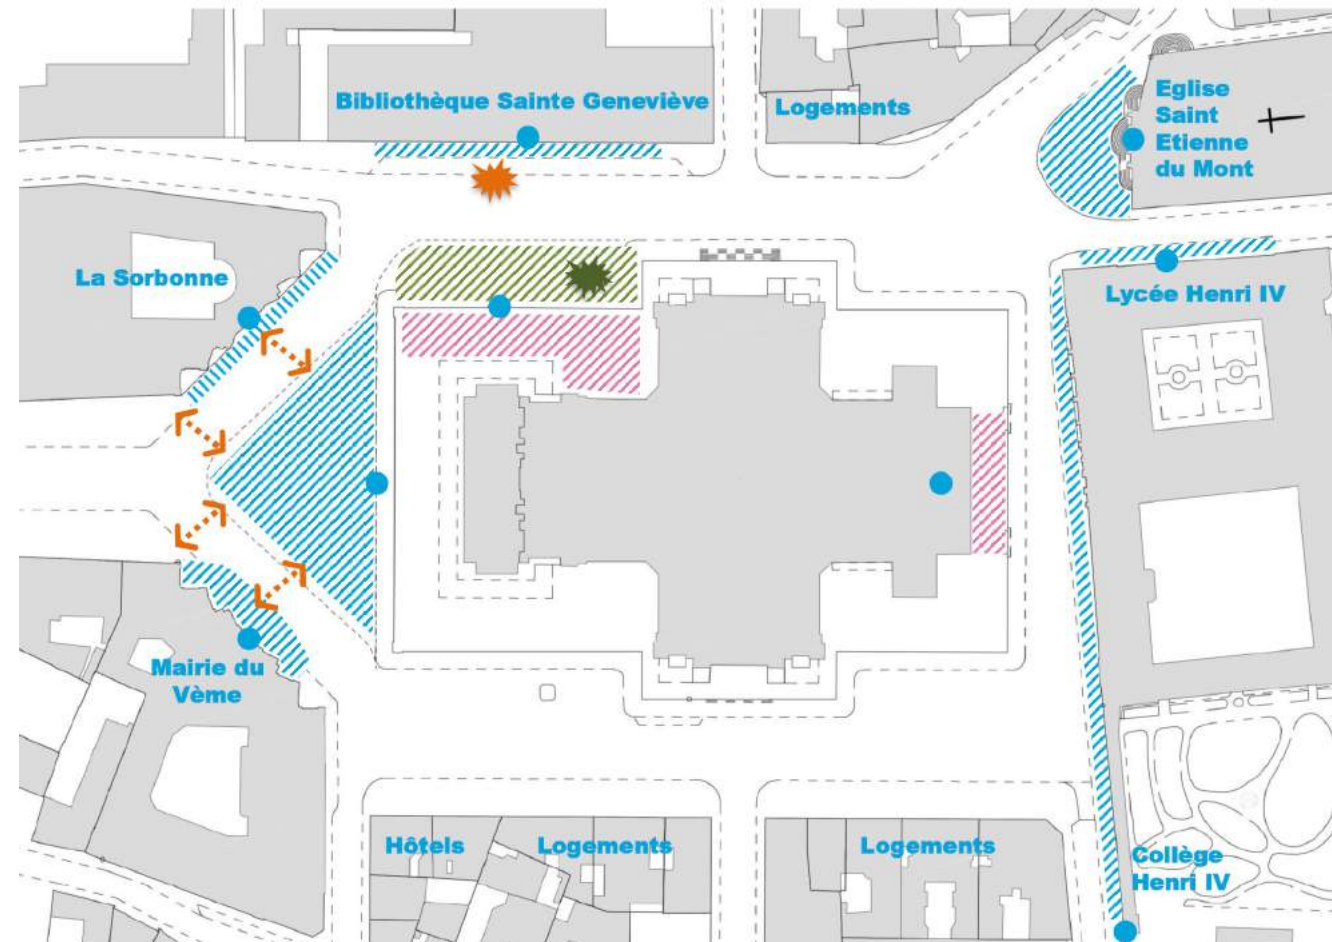 Bibliothèque Sainte Geneviève
Logements
Eglise
Saint
Etienne
du Mont
La Sorbonne
Lycée Henri IV
Mairie du
Vème
Hôtels
Logements
Logements
Collège
Henri IV